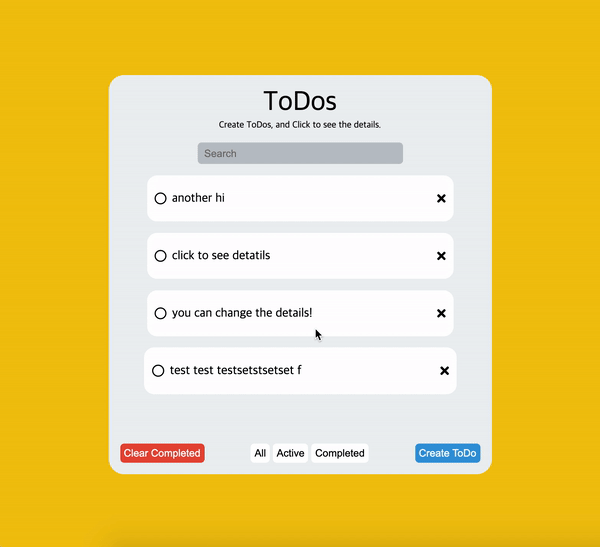 ToDos
Create ToDos, and Click to see the details.
Search
another hi
click to see detatils
you can change the details!
test test testsetstsetset f
Clear Completed All Active Completed Create ToDo